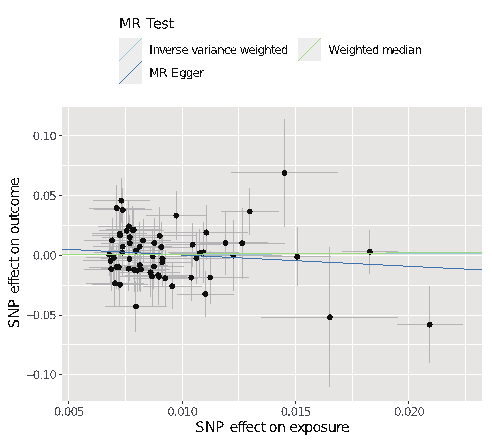 MR Test
Inverse variance weighted
Weighted median
MR Egger
0.10
0.05
0.00
−0.05
−0.10
SNP effect on outcome
0.005
0.010
0.015
0.020
SNP effect on exposure